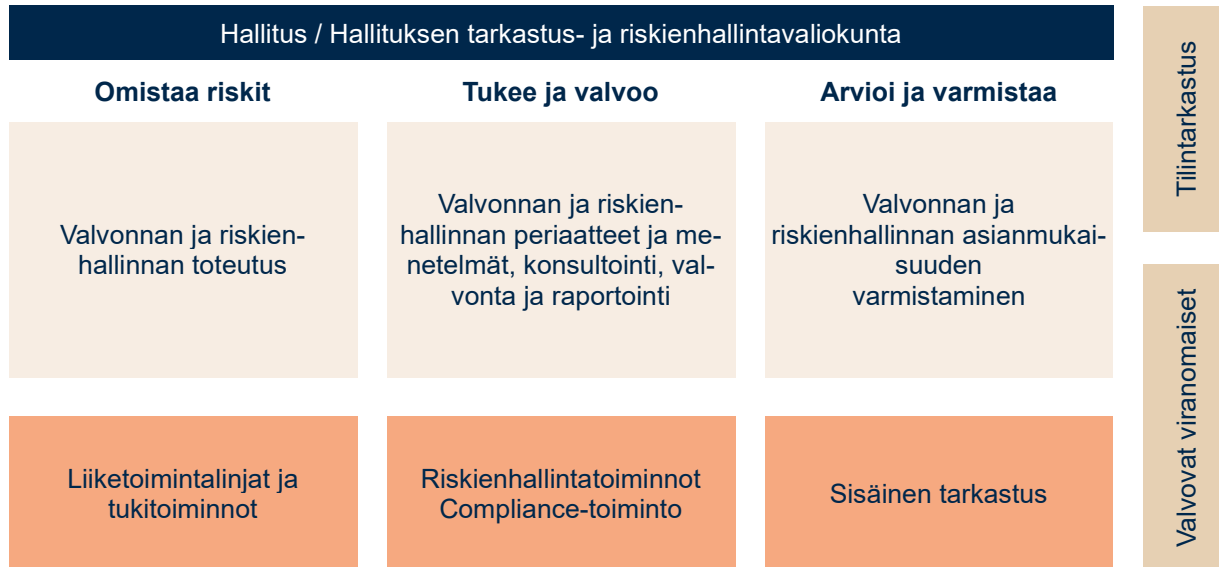 Hallitus / Hallituksen tarkastus- ja riskienhallintavaliokunta
Omistaa riskit
Tukee ja valvoo
Arvioi ja varmistaa
Valvonnan ja riskien-
hallinnan toteutus
Valvonnan ja riskien-
hallinnan periaatteet ja me-
netelmät, konsultointi, val-
vonta ja raportointi
Valvonnan ja
riskienhallinnan asianmukai-
suuden
varmistaminen
Liiketoimintalinjat ja
tukitoiminnot
Riskienhallintatoiminnot
Compliance-toiminto
Sisäinen tarkastus
Tilintarkastus
Valvovat viranomaiset